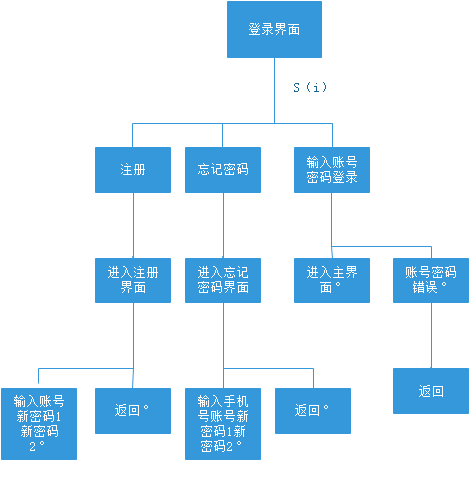 登录界面
S（i）
注册
忘记密码
输入账号
密码登录
进入注册
界面
进入忘记
密码界面
进入主界
面°
账号密码
错误°
输入账号
新密码1
新密码
2°
返回°
输入手机
号账号新
密码1新
密码2°
返回°
返回